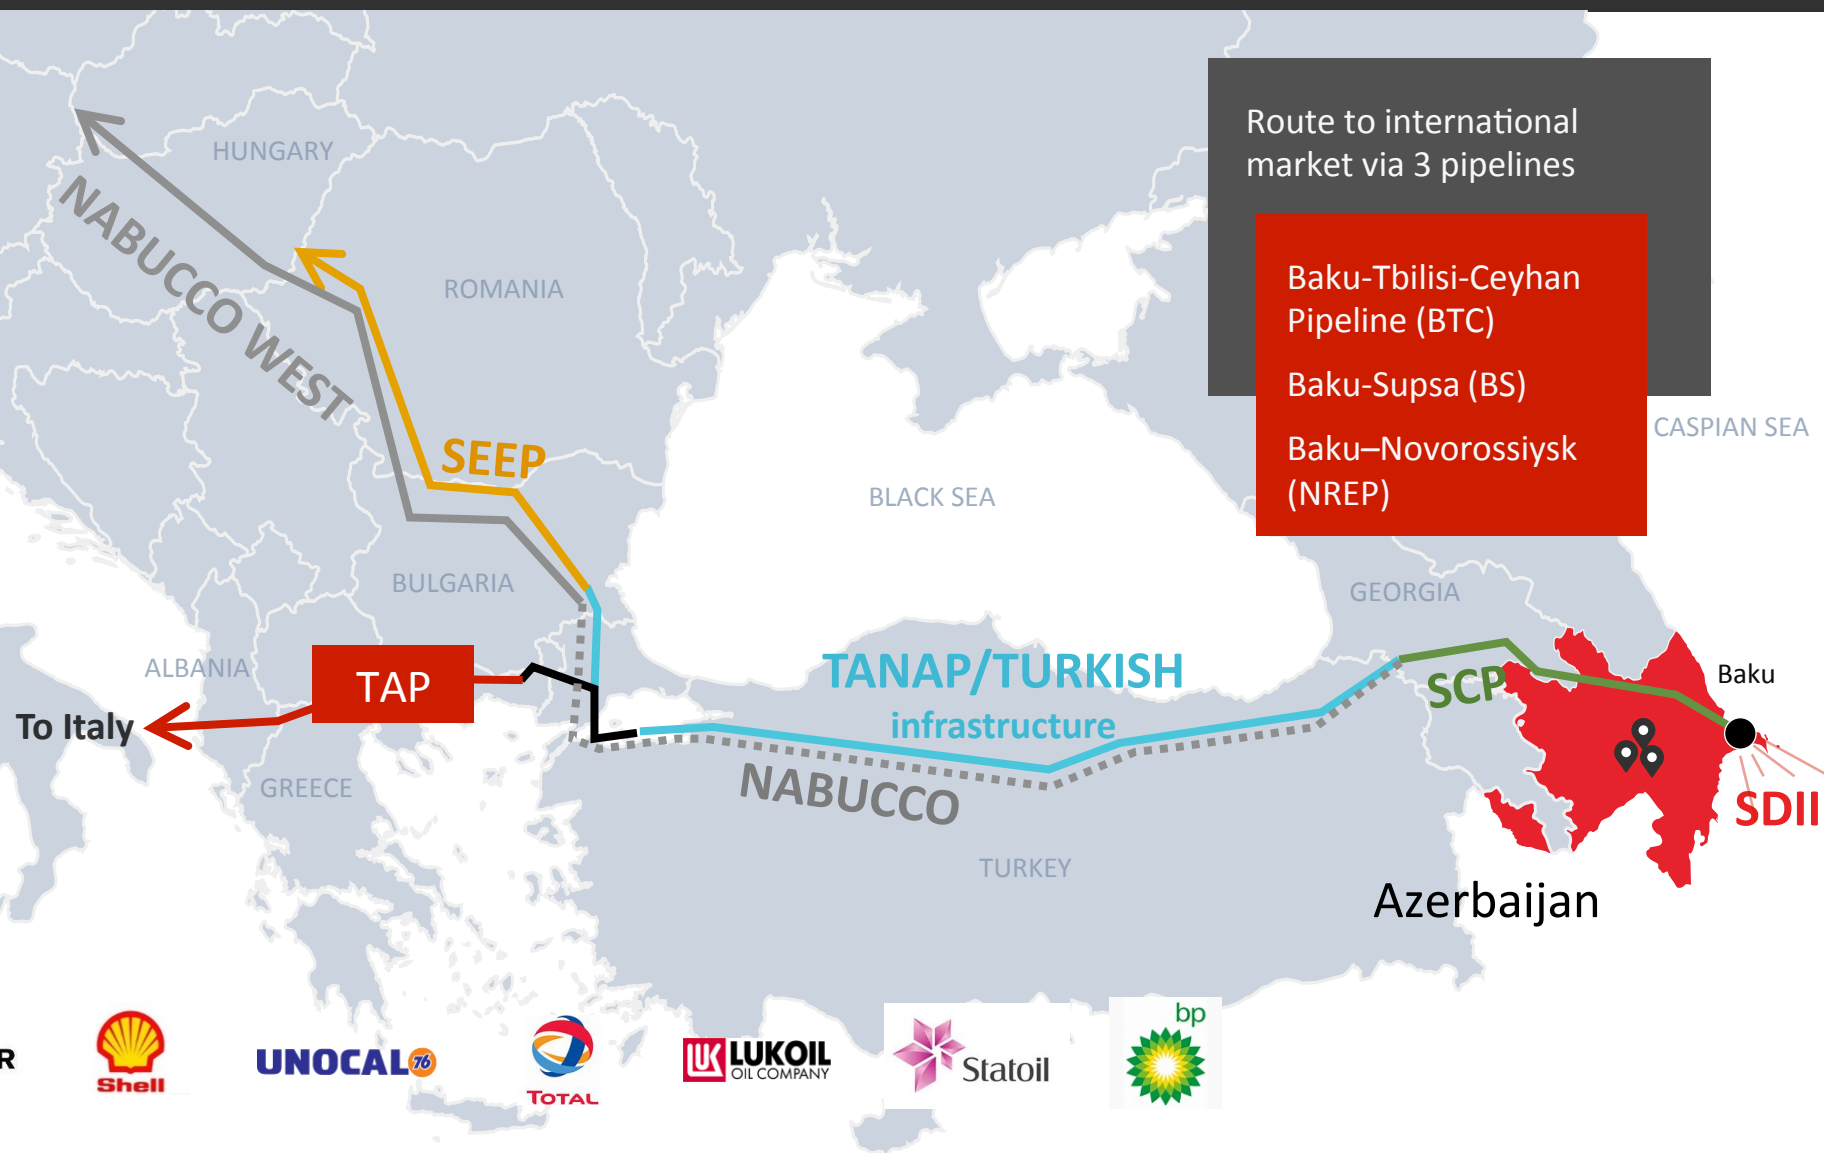 Route to international
market via 3 pipelines
Baku-Tbilisi-Ceyhan
Pipeline (BTC)
Baku-Supsa (BS)
Baku–Novorossiysk
(NREP)
HUNGARY
NABUCCO WEST
ROMANIA
SEEP
CASPIAN SEA
BLACK SEA
BULGARIA
GEORGIA
ALBANIA
TAP
TANAP/TURKISH
infrastructure
SCP
Baku
To Italy
GREECE
NABUCCO
SDII
TURKEY
Azerbaijan
R
Shell
UNOCAL 76
TOTAL
LUK LUKOIL
OIL COMPANY
Statoil
bp